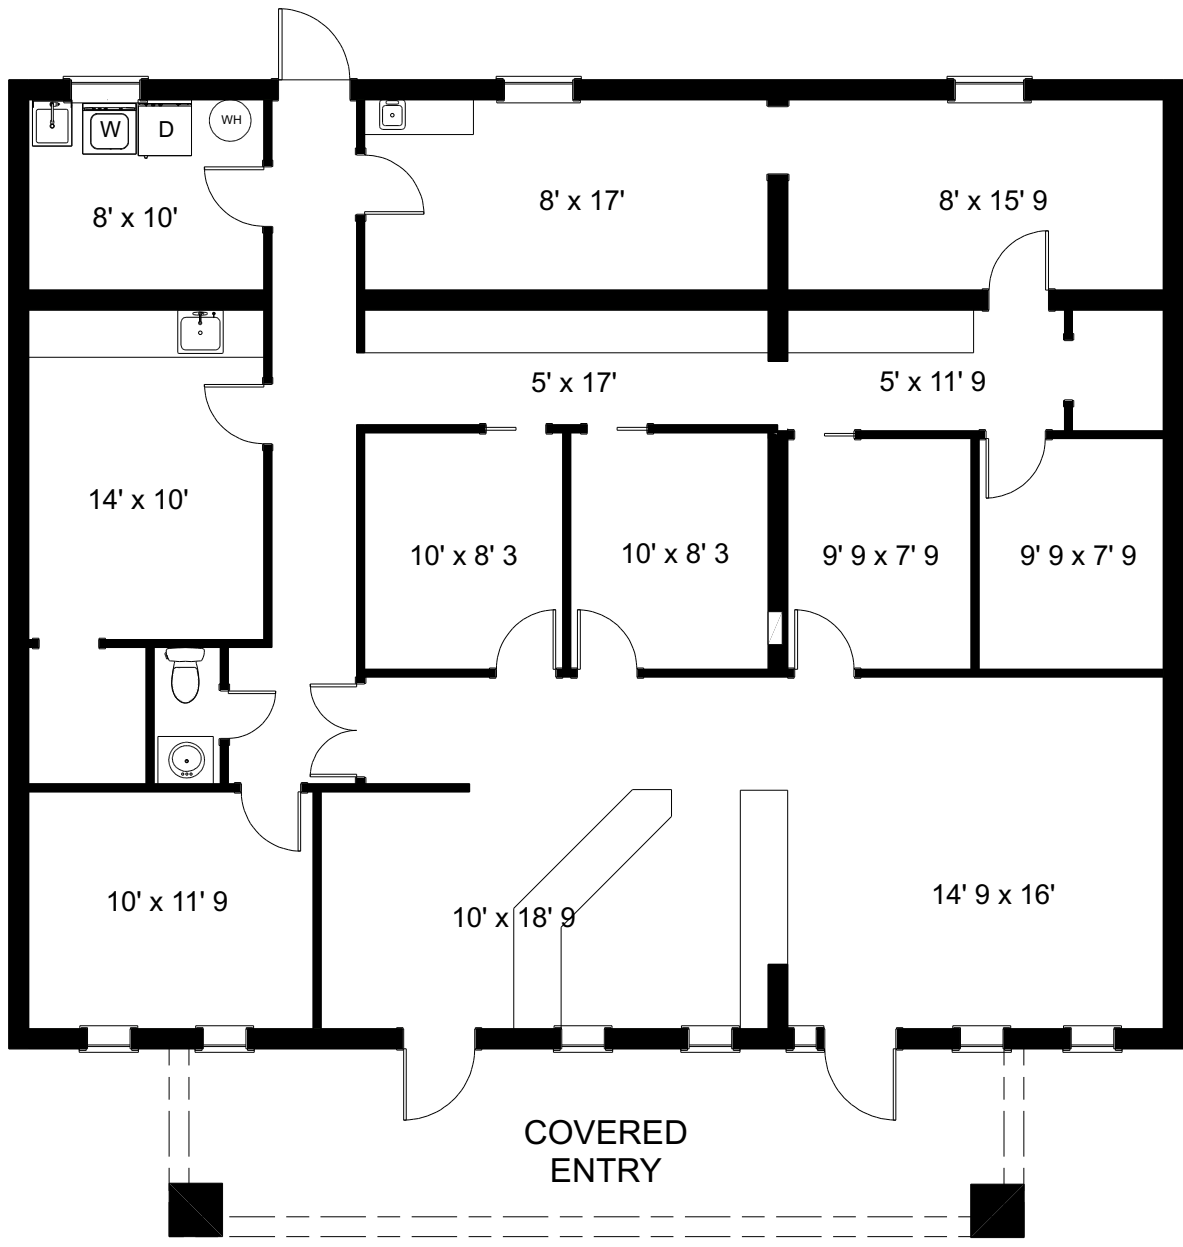 W
D
WH
8' x 10'
8' x 17'
8' x 15' 9
5' x 17'
5' x 11' 9
14' x 10'
10' x 8' 3
10' x 8' 3
9' 9 x 7' 9
9' 9 x 7' 9
10' x 11' 9
10' x 18' 9
14' 9 x 16'
COVERED
ENTRY